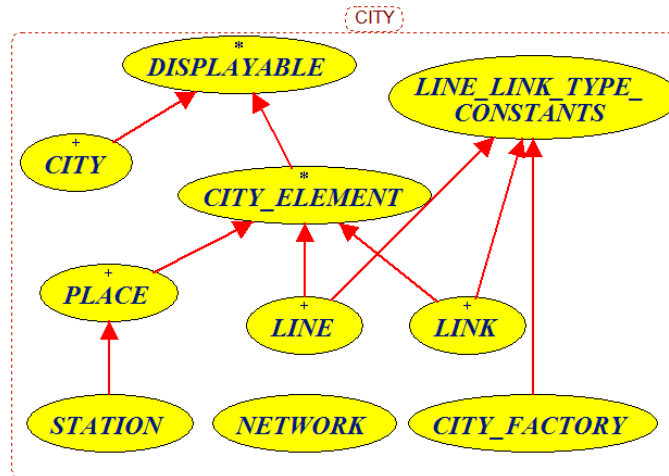 CITY
*
DISPLAYABLE
LINE_LINK_TYPE_
CONSTANTS
+
CITY
*
CITY_ELEMENT
+
PLACE
+
LINE
+
LINK
STATION
NETWORK
CITY_FACTORY